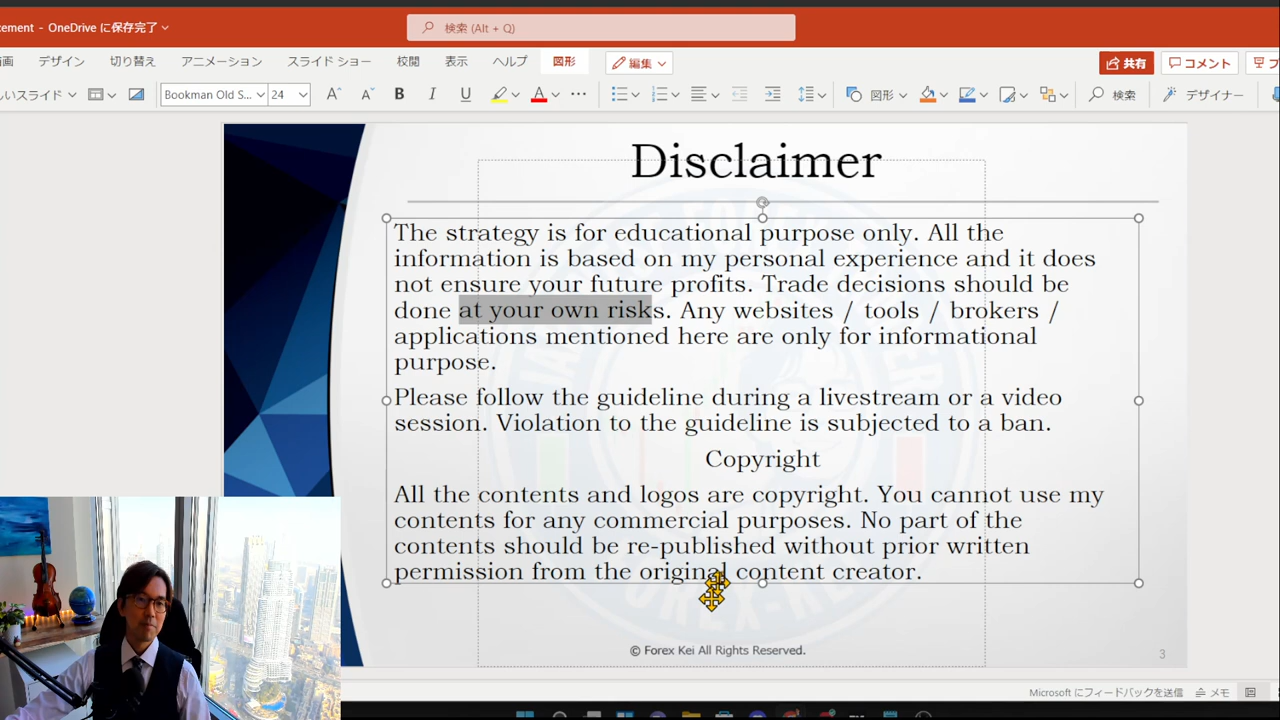 ement - OneDrive に保存完了
検索 (Alt + Q)
画
デザイン
切り替え
アニメーション
スライド ショー
校閲
表示
ヘルプ
図形
編集
共有
コメント
いスライド
Bookman Old S...
24
B
I
U
A
図形
検索
デザイナー
Disclaimer
The strategy is for educational purpose only. All the
information is based on my personal experience and it does
not ensure your future profits. Trade decisions should be
done at your own risks. Any websites / tools / brokers /
applications mentioned here are only for informational
purpose.
Please follow the guideline during a livestream or a video
session. Violation to the guideline is subjected to a ban.
Copyright
All the contents and logos are copyright. You cannot use my
contents for any commercial purposes. No part of the
contents should be re-published without prior written
permission from the original content creator.
© Forex Kei All Rights Reserved.
3
Microsoft にフィードバックを送信
メモ